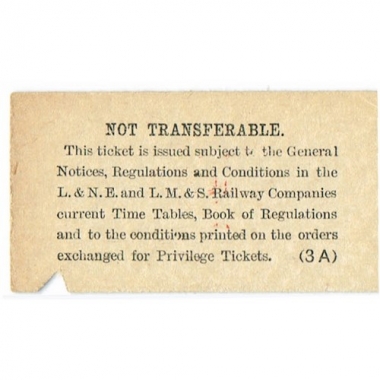 NOT TRANSFERABLE.
This ticket is issued subject to the General
Notices, Regulations and Conditions in the
L. & N. E. and L. M. & S. Railway Companies
current Time Tables, Book of Regulations
and to the conditions printed on the orders
exchanged for Privilege Tickets. (3 A)